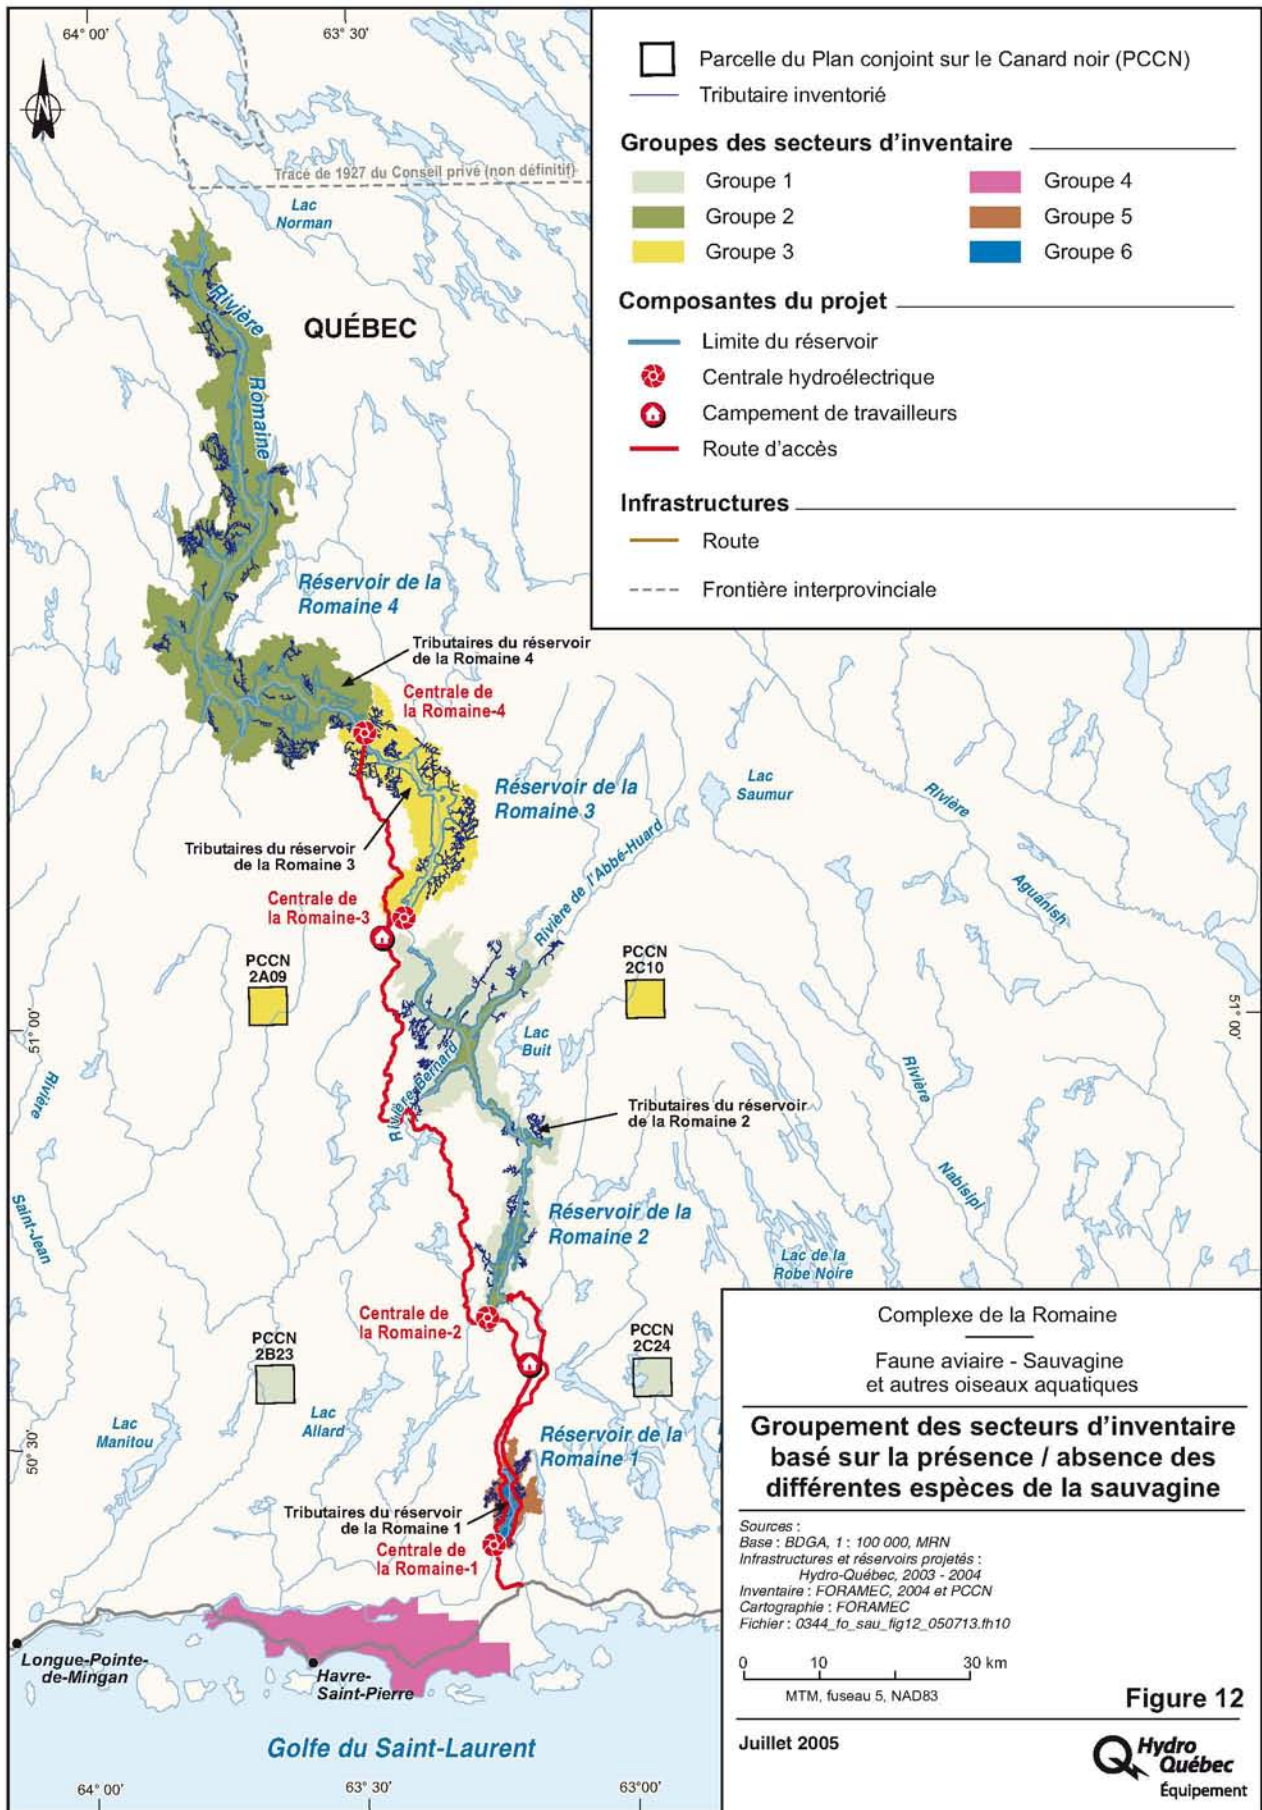 64° 00'
63° 30'
N
Tracé de 1927 du Conseil privé (non définitif)
Lac
Norman
Rivière
Romaine
QUÉBEC
Réservoir de la
Romaine 4
Tributaires du réservoir
de la Romaine 4
Centrale de
la Romaine-4
Réservoir de la
Romaine 3
Tributaires du réservoir
de la Romaine 3
Centrale de
la Romaine-3
Lac
Saumur
Rivière
Aguanish
Rivière de l'Abbé-Huard
PCCN
2A09
PCCN
2C10
51° 00'
51° 00'
Lac
Buit
Rivière Bernard
Rivière
Saint-Jean
Rivière
Nabisipi
Tributaires du réservoir
de la Romaine 2
Réservoir de la
Romaine 2
Lac de la
Robe Noire
Centrale de
la Romaine-2
PCCN
2B23
PCCN
2C24
Lac
Manitou
Lac
Allard
50° 30'
Réservoir de la
Romaine 1
Tributaires du réservoir
de la Romaine 1
Centrale de
la Romaine-1
Longue-Pointe-
de-Mingan
Havre-
Saint-Pierre
Golfe du Saint-Laurent
64° 00'
63° 30'
63° 00'
Parcelle du Plan conjoint sur le Canard noir (PCCN)
Tributaire inventorié
Groupes des secteurs d'inventaire
Groupe 1
Groupe 4
Groupe 2
Groupe 5
Groupe 3
Groupe 6
Composantes du projet
Limite du réservoir
Centrale hydroélectrique
Campement de travailleurs
Route d'accès
Infrastructures
Route
Frontière interprovinciale
Complexe de la Romaine
Faune aviaire - Sauvagine
et autres oiseaux aquatiques
Groupement des secteurs d'inventaire
basé sur la présence / absence des
différentes espèces de la sauvagine
Sources :
Base : BDGA, 1 : 100 000, MRN
Infrastructures et réservoirs projetés :
Hydro-Québec, 2003 - 2004
Inventaire : FORAMEC, 2004 et PCCN
Cartographie : FORAMEC
Fichier : 0344_fo_sau_fig12_050713.fh10
0 10 30 km
MTM, fuseau 5, NAD83
Figure 12
Juillet 2005
Hydro
Québec
Équipement